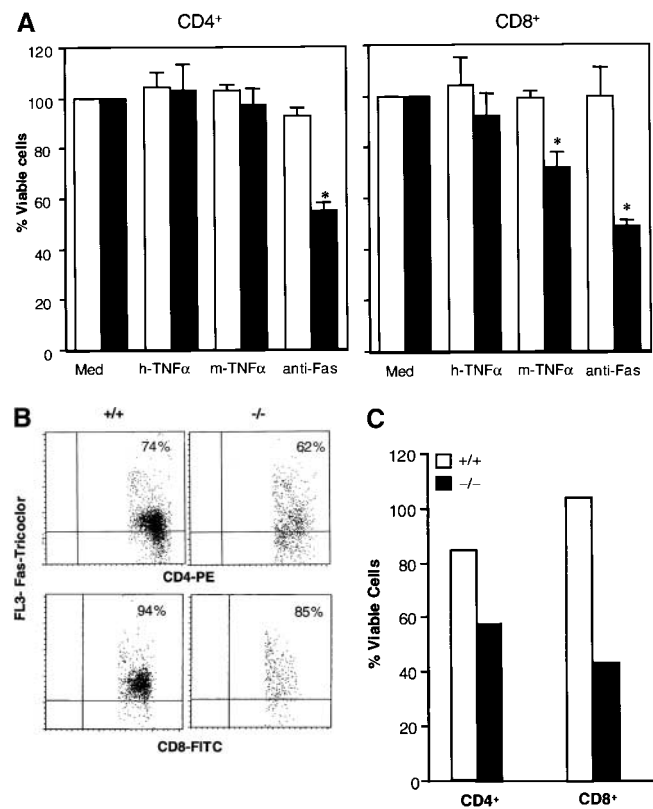 A
CD4⁺
CD8⁺
% Viable cells
120
100
80
60
40
20
0
Med
h-TNFα
m-TNFα
anti-Fas
*
Med
h-TNFα
m-TNFα
anti-Fas
*
*
B
+/+
-/-
FL3- Fas-Tricoclor
74%
62%
CD4-PE
94%
85%
CD8-FITC
C
+/+
-/-
% Viable Cells
120
100
80
60
40
20
0
CD4⁺
CD8⁺